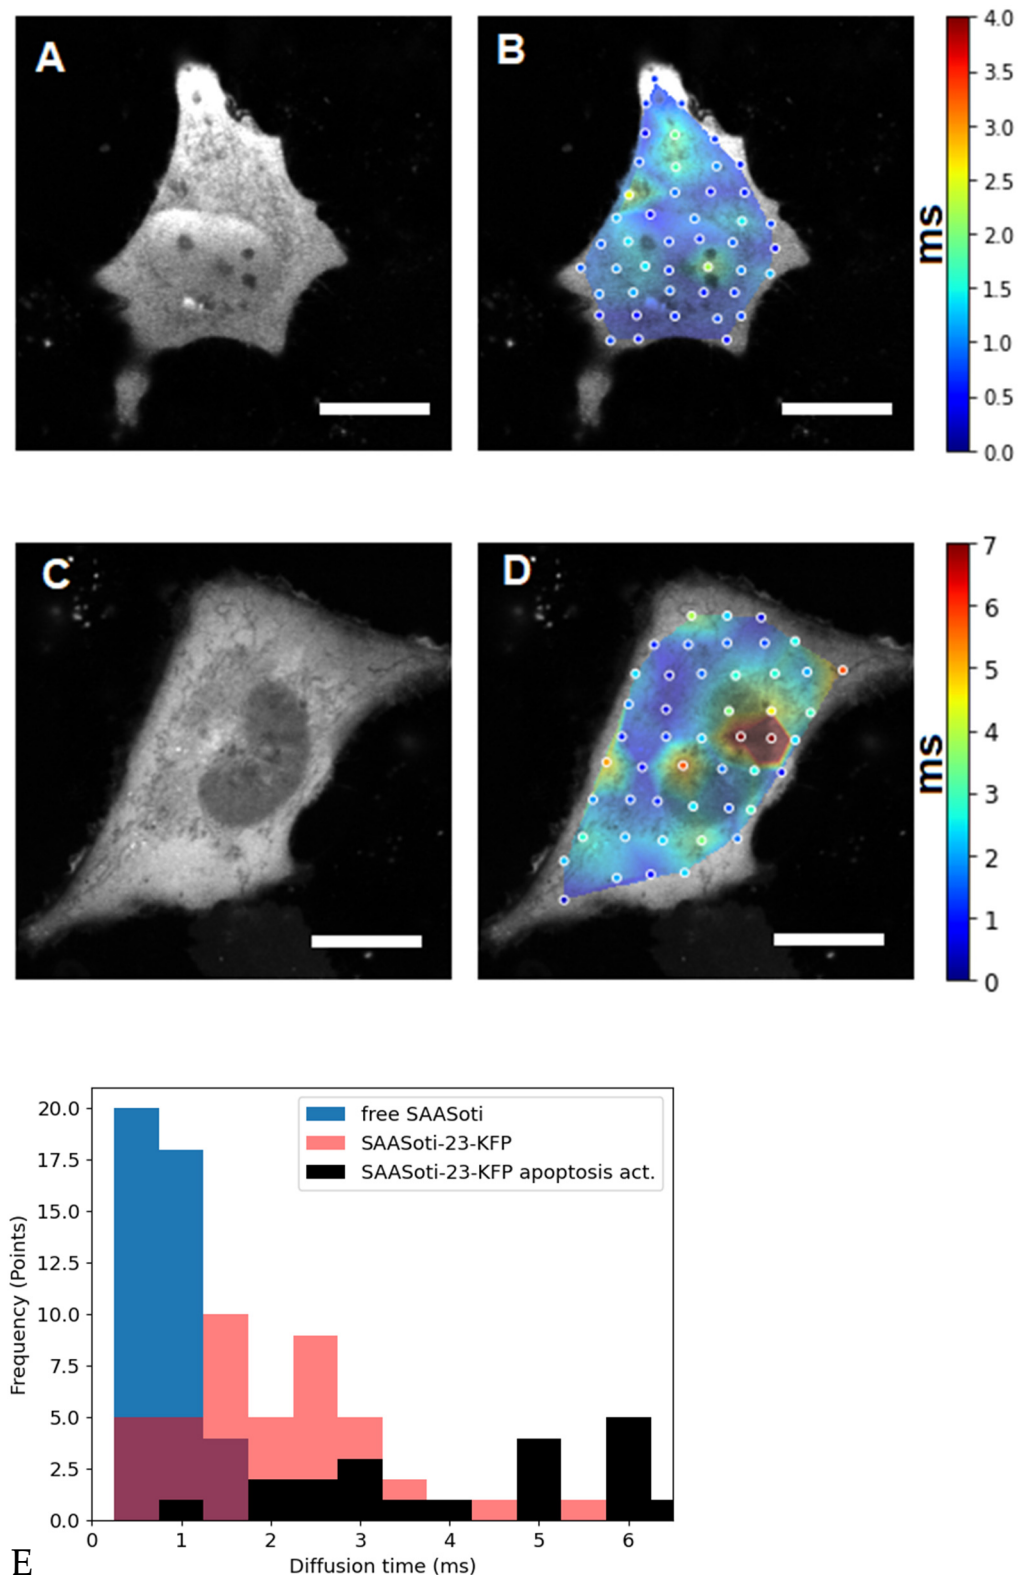 A
B
4.0
3.5
3.0
2.5
2.0
1.5
1.0
0.5
0.0
ms
C
D
7
6
5
4
3
2
1
0
ms
free SAASoti
SAASoti-23-KFP
SAASoti-23-KFP apoptosis act.
20.0
17.5
15.0
12.5
10.0
7.5
5.0
2.5
0.0
Frequency (Points)
0 1 2 3 4 5 6
Diffusion time (ms)
E